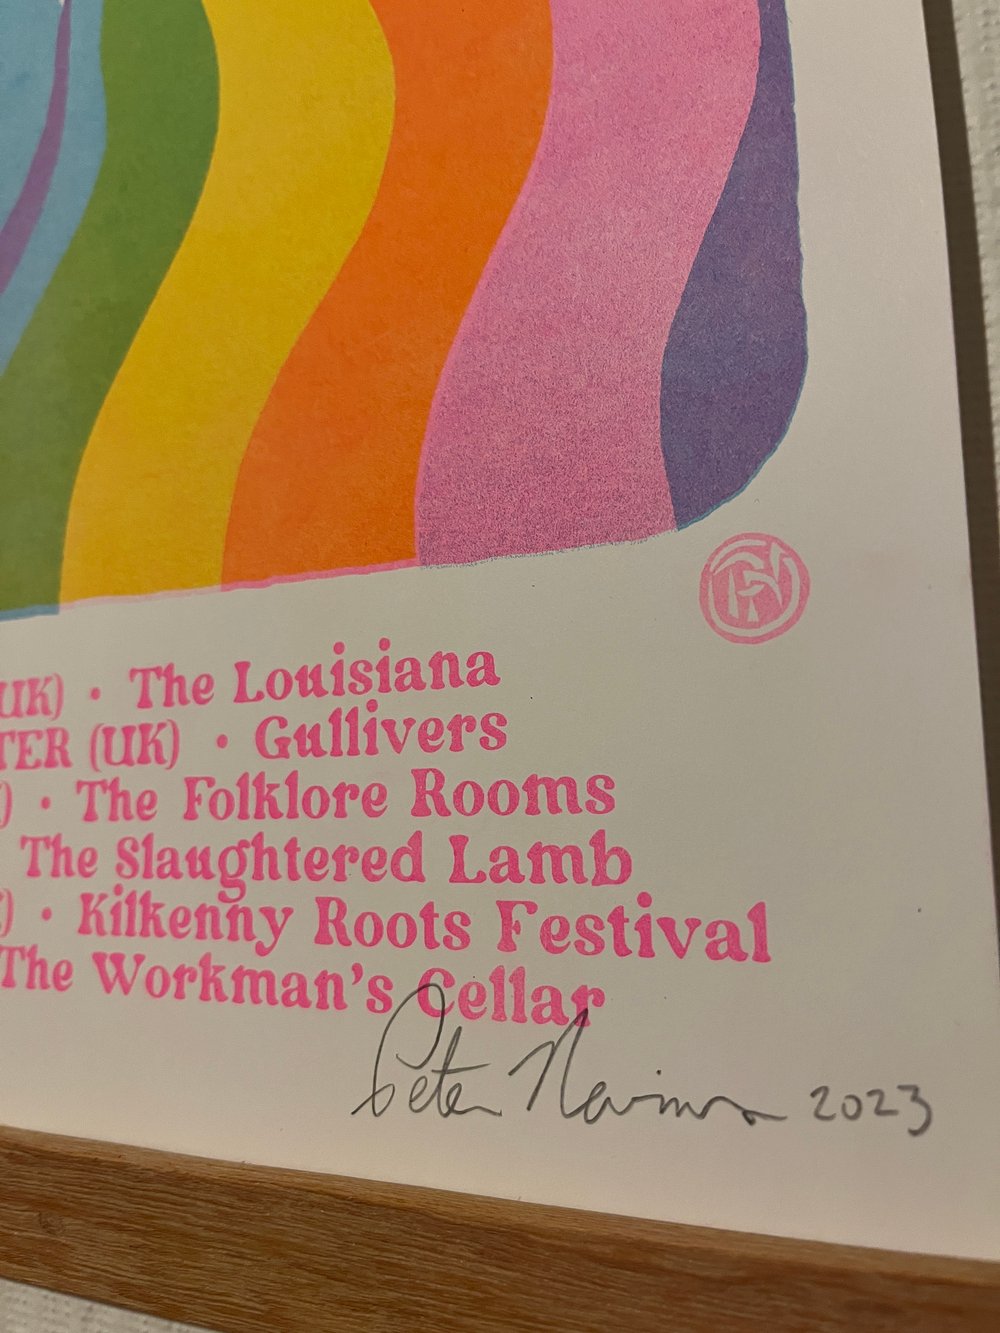 UK) • The Louisiana
TER (UK) • Gullivers
) • The Folklore Rooms
The Slaughtered Lamb
) • Kilkenny Roots Festival
The Workman's Cellar
Peter 2023